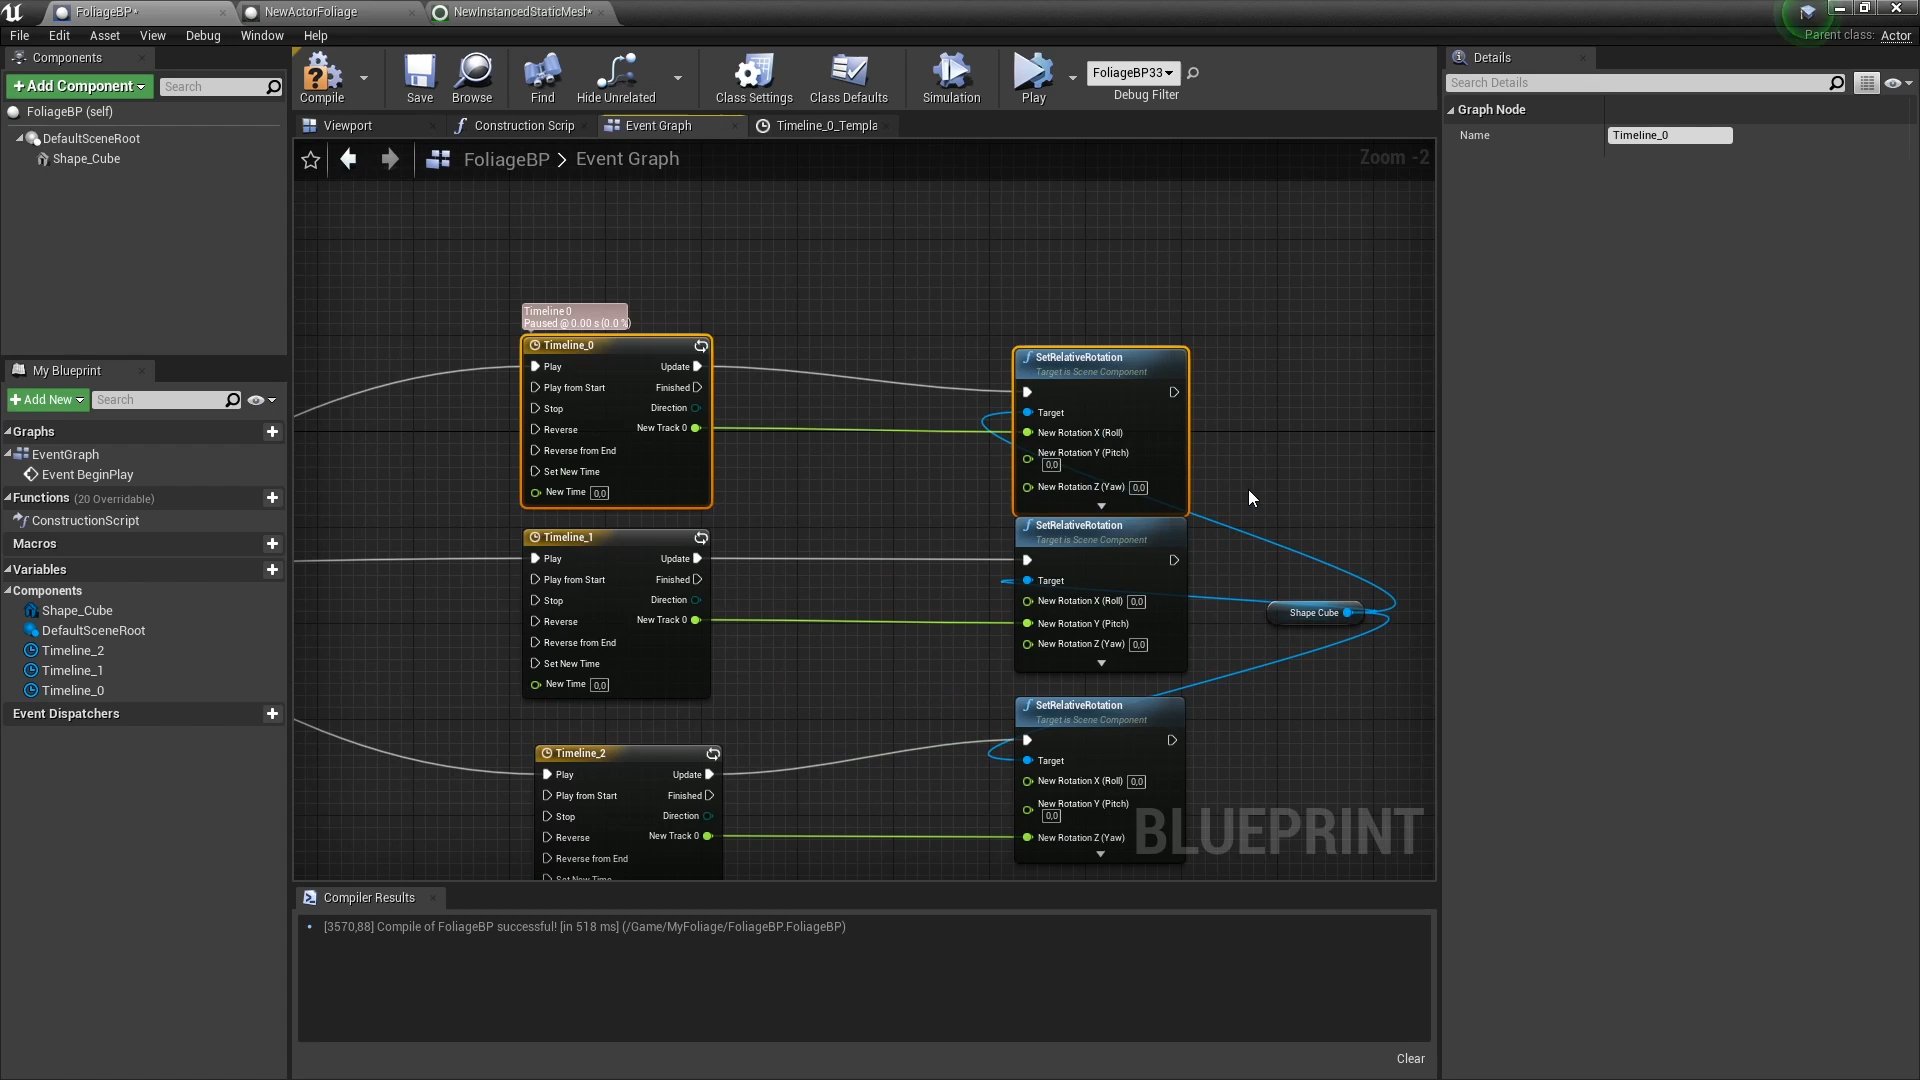 FoliageBP*
NewActorFoliage
NewInstancedStaticMesh*
File Edit Asset View Debug Window Help
Parent class: Actor
Components
+Add Component
Search
FoliageBP (self)
DefaultSceneRoot
Shape_Cube
Compile
Save
Browse
Find
Hide Unrelated
Class Settings
Class Defaults
Simulation
Play
FoliageBP33
Debug Filter
Viewport
Construction Scrip
Event Graph
Timeline_0_Templa
FoliageBP > Event Graph
Zoom -2
My Blueprint
+Add New
Search
Graphs
EventGraph
Event BeginPlay
Functions (20 Overridable)
ConstructionScript
Macros
Variables
Components
Shape_Cube
DefaultSceneRoot
Timeline_2
Timeline_1
Timeline_0
Event Dispatchers
Timeline 0
Paused @ 0.00 s (0.0 %)
Timeline_0
Play Update
Play from Start Finished
Stop Direction
Reverse New Track 0
Reverse from End
Set New Time
New Time 0,0
Timeline_1
Play Update
Play from Start Finished
Stop Direction
Reverse New Track 0
Reverse from End
Set New Time
New Time 0,0
Timeline_2
Play Update
Play from Start Finished
Stop Direction
Reverse New Track 0
Reverse from End
Set New Time
SetRelativeRotation
Target is Scene Component
Target
New Rotation X (Roll)
New Rotation Y (Pitch)
0,0
New Rotation Z (Yaw) 0,0
SetRelativeRotation
Target is Scene Component
Target
New Rotation X (Roll) 0,0
New Rotation Y (Pitch)
New Rotation Z (Yaw) 0,0
SetRelativeRotation
Target is Scene Component
Target
New Rotation X (Roll) 0,0
New Rotation Y (Pitch)
0,0
New Rotation Z (Yaw)
Shape Cube
BLUEPRINT
Compiler Results
[3570,88] Compile of FoliageBP successful! [in 518 ms] (/Game/MyFoliage/FoliageBP.FoliageBP)
Clear
Details
Search Details
Graph Node
Name Timeline_0